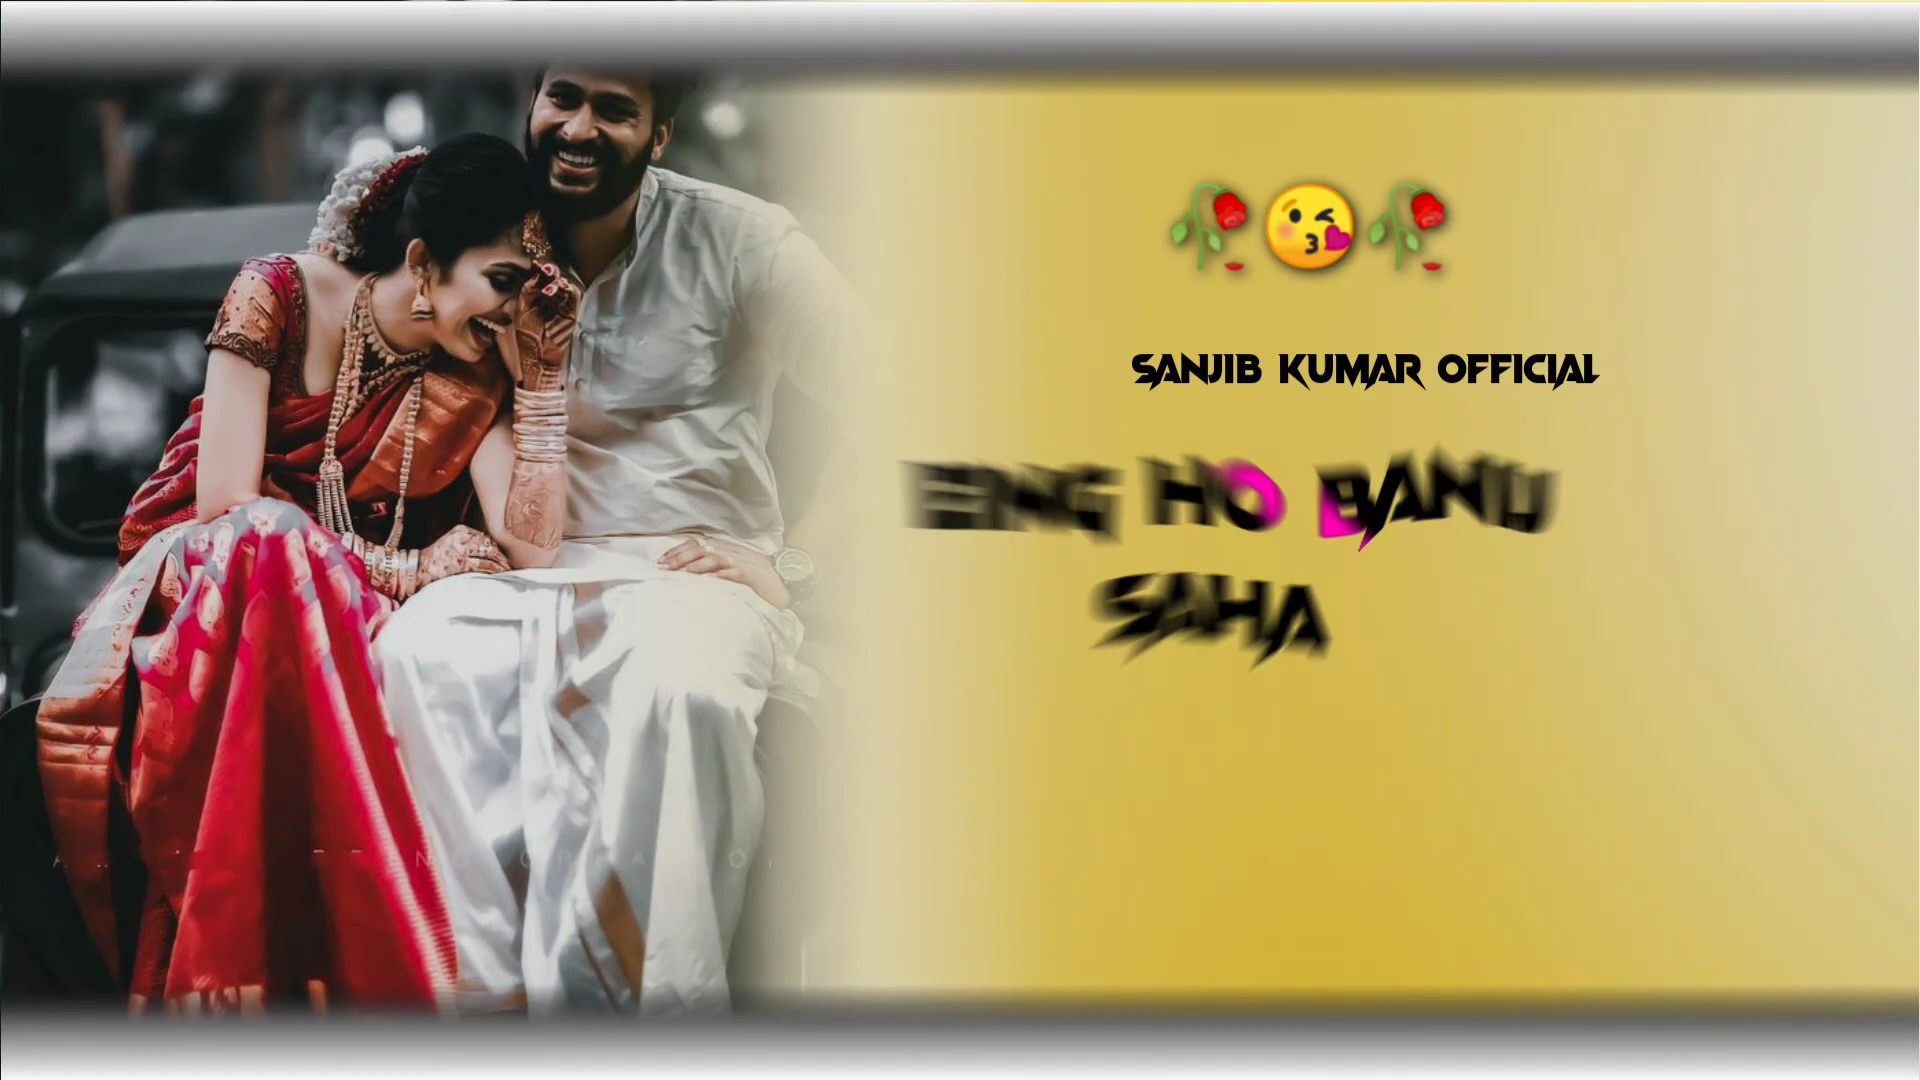 🥀😘🥀
SANJIB KUMAR OFFICIAL
ENG HO BANU
SAHA